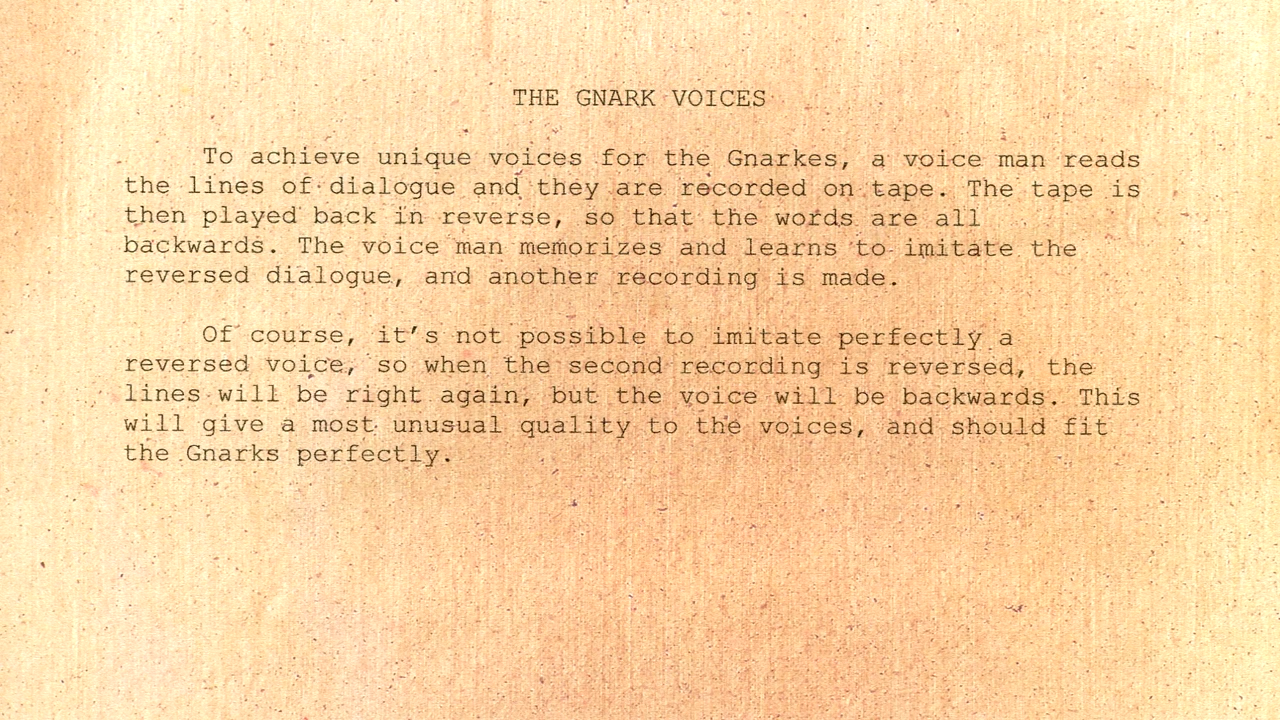 THE GNARK VOICES
To achieve unique voices for the Gnarkes, a voice man reads
the lines of dialogue and they are recorded on tape. The tape is
then played back in reverse, so that the words are all
backwards. The voice man memorizes and learns to imitate the
reversed dialogue, and another recording is made.
Of course, it's not possible to imitate perfectly a
reversed voice, so when the second recording is reversed, the
lines will be right again, but the voice will be backwards. This
will give a most unusual quality to the voices, and should fit
the Gnarks perfectly.